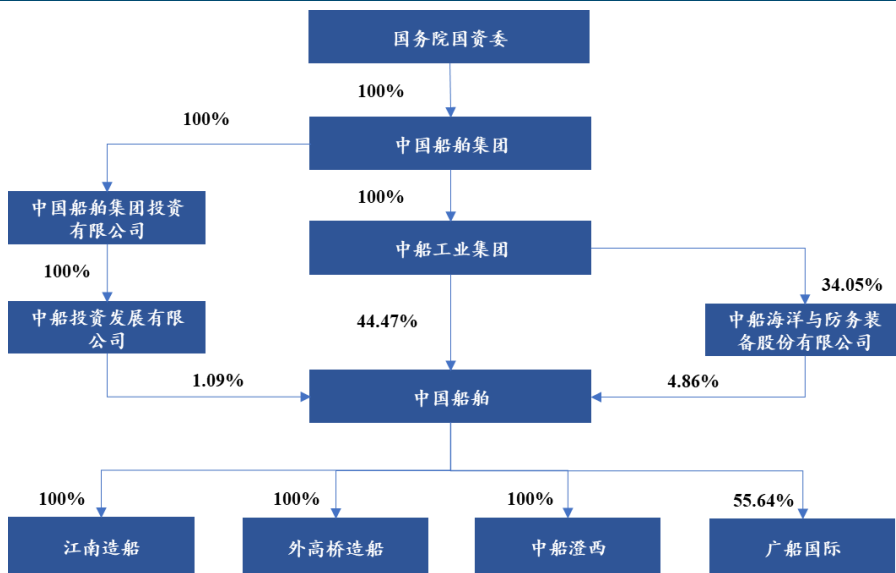 国务院国资委
100%
100%
中国船舶集团
100%
中国船舶集团投资
有限公司
中船工业集团
100%
34.05%
中船投资发展有限
公司
44.47%
中船海洋与防务装
备股份有限公司
1.09%
4.86%
中国船舶
100%
100%
100%
55.64%
江南造船
外高桥造船
中船澄西
广船国际